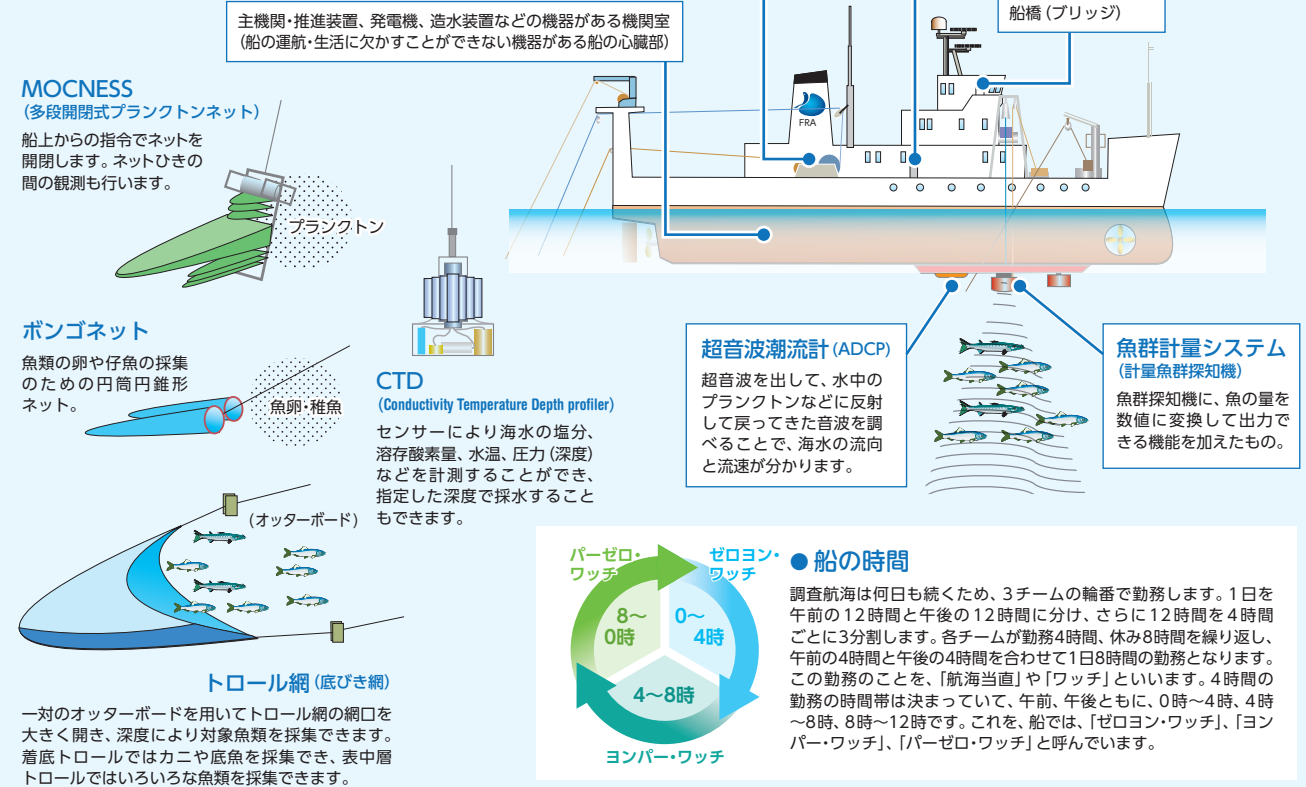 主機関・推進装置、発電機、造水装置などの機器がある機関室
(船の運航・生活に欠かすことができない機器がある船の心臓部)
船橋(ブリッジ)
FRA
MOCNESS
(多段開閉式プランクトンネット)
船上からの指令でネットを
開閉します。ネットひきの
間の観測も行います。
プランクトン
ボンゴネット
魚類の卵や仔魚の採集
のための円筒円錐形
ネット。
魚卵・稚魚
CTD
(Conductivity Temperature Depth profiler)
センサーにより海水の塩分、
溶存酸素量、水温、圧力(深度)
などを計測することができ、
指定した深度で採水すること
もできます。
超音波潮流計(ADCP)
超音波を出して、水中の
プランクトンなどに反射
して戻ってきた音波を調
べることで、海水の流向
と流速が分かります。
魚群計量システム
(計量魚群探知機)
魚群探知機に、魚の量を
数値に変換して出力で
きる機能を加えたもの。
(オッターボード)
トロール網(底びき網)
一対のオッターボードを用いてトロール網の網口を
大きく開き、深度により対象魚類を採集できます。
着底トロールではカニや底魚を採集でき、表中層
トロールではいろいろな魚類を採集できます。
パーゼロ・
ワッチ
ゼロヨン・
ワッチ
8〜
0時
0〜
4時
4〜8時
ヨンパー・ワッチ
● 船の時間
調査航海は何日も続くため、3チームの輪番で勤務します。1日を
午前の12時間と午後の12時間に分け、さらに12時間を4時間
ごとに3分割します。各チームが勤務4時間、休み8時間を繰り返し、
午前の4時間と午後の4時間を合わせて1日8時間の勤務となります。
この勤務のことを、「航海当直」や「ワッチ」といいます。4時間の
勤務の時間帯は決まっていて、午前、午後ともに、0時〜4時、4時
〜8時、8時〜12時です。これを、船では、「ゼロヨン・ワッチ」、「ヨン
パー・ワッチ」、「パーゼロ・ワッチ」と呼んでいます。